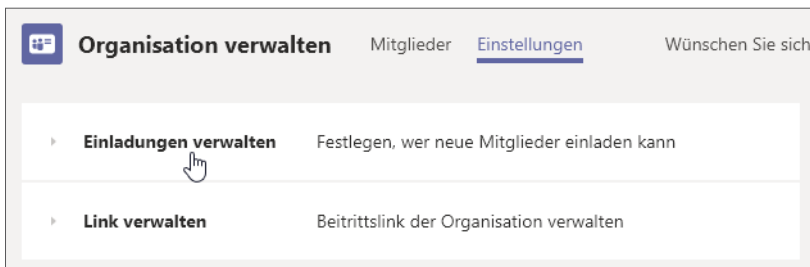 Organisation verwalten Mitglieder Einstellungen Wünschen Sie sich
Einladungen verwalten Festlegen, wer neue Mitglieder einladen kann
Link verwalten Beitrittslink der Organisation verwalten